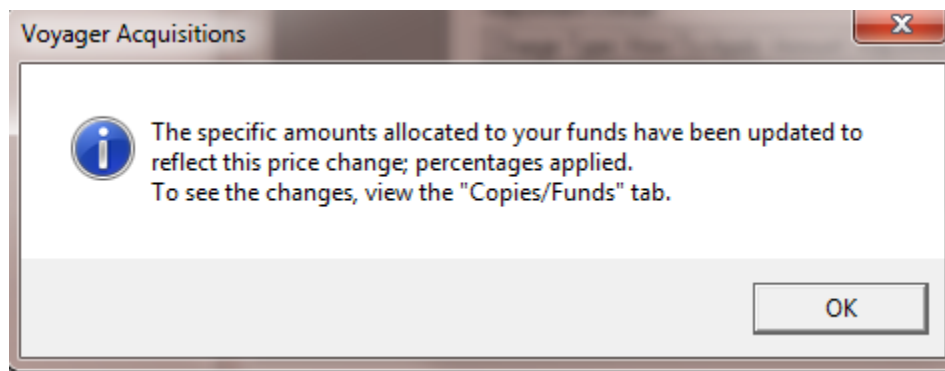 Voyager Acquisitions
The specific amounts allocated to your funds have been updated to
reflect this price change; percentages applied.
To see the changes, view the "Copies/Funds" tab.
OK